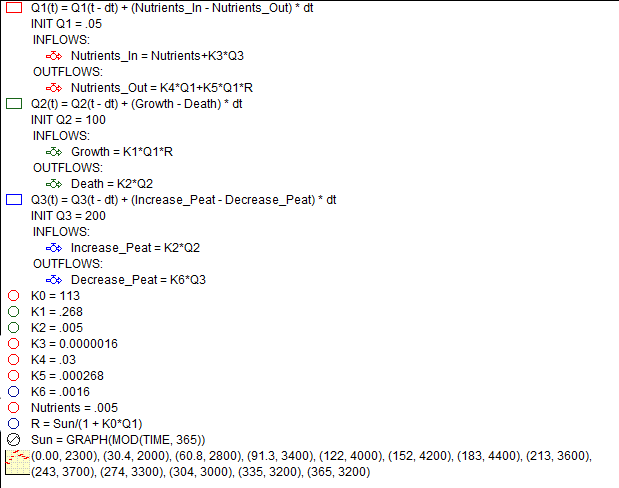 Q1(t) = Q1(t - dt) + (Nutrients_In - Nutrients_Out) * dt
INIT Q1 = .05
INFLOWS:
Nutrients_In = Nutrients+K3*Q3
OUTFLOWS:
Nutrients_Out = K4*Q1+K5*Q1*R
Q2(t) = Q2(t - dt) + (Growth - Death) * dt
INIT Q2 = 100
INFLOWS:
Growth = K1*Q1*R
OUTFLOWS:
Death = K2*Q2
Q3(t) = Q3(t - dt) + (Increase_Peat - Decrease_Peat) * dt
INIT Q3 = 200
INFLOWS:
Increase_Peat = K2*Q2
OUTFLOWS:
Decrease_Peat = K6*Q3
K0 = 113
K1 = .268
K2 = .005
K3 = 0.0000016
K4 = .03
K5 = .000268
K6 = .0016
Nutrients = .005
R = Sun/(1 + K0*Q1)
Sun = GRAPH(MOD(TIME, 365))
(0.00, 2300), (30.4, 2000), (60.8, 2800), (91.3, 3400), (122, 4000), (152, 4200), (183, 4400), (213, 3600),
(243, 3700), (274, 3300), (304, 3000), (335, 3200), (365, 3200)